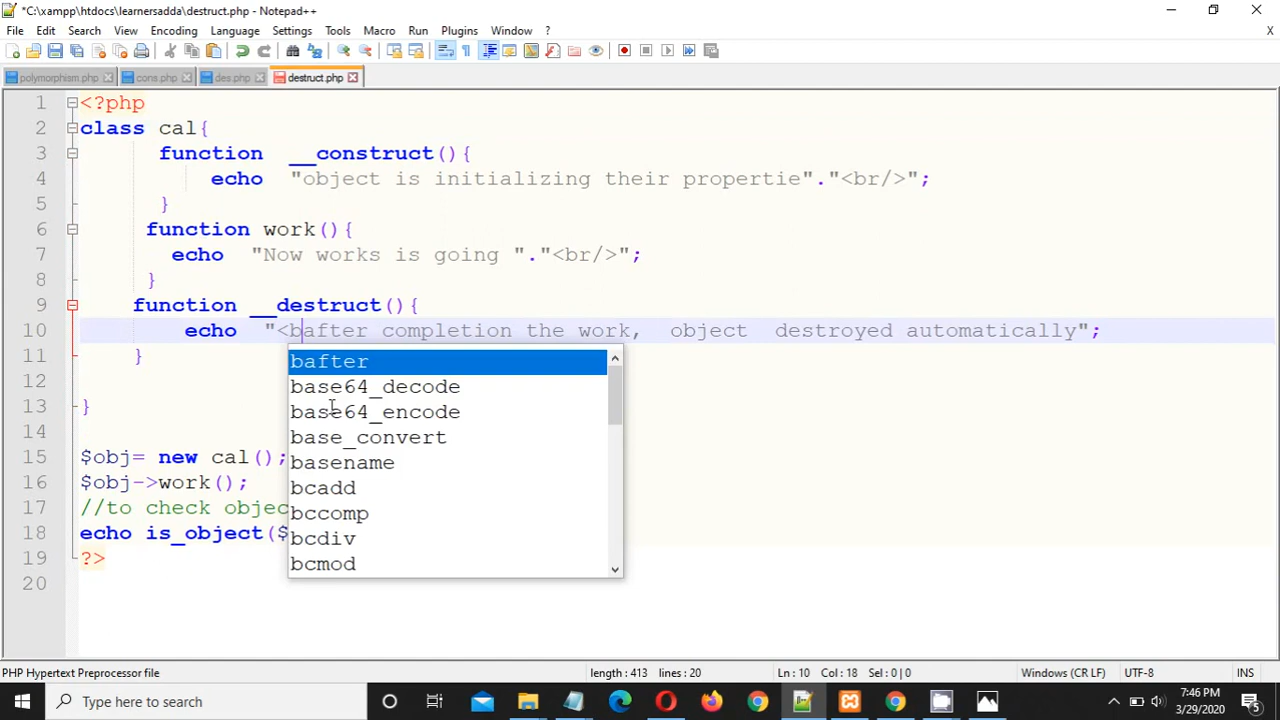 *C:\xampp\htdocs\learnersadda\destruct.php - Notepad++
File Edit Search View Encoding Language Settings Tools Macro Run Plugins Window ? X
polymorphism.php cons.php des.php destruct.php
1 <?php
2 class cal{
3 function __construct(){
4 echo "object is initializing their propertie"."<br/>";
5 }
6 function work(){
7 echo "Now works is going "."<br/>";
8 }
9 function __destruct(){
10 echo "<bafter completion the work, object destroyed automatically";
11 }
bafter
12
base64_decode
13 }
base64_encode
14
base_convert
15 $obj= new cal();
basename
16 $obj->work();
bcadd
17 //to check objec
bccomp
18 echo is_object($
bcdiv
19 ?>
bcmod
20
PHP Hypertext Preprocessor file length : 413 lines : 20 Ln : 10 Col : 18 Sel : 0 | 0 Windows (CR LF) UTF-8 INS
Type here to search 7:46 PM
3/29/2020 5